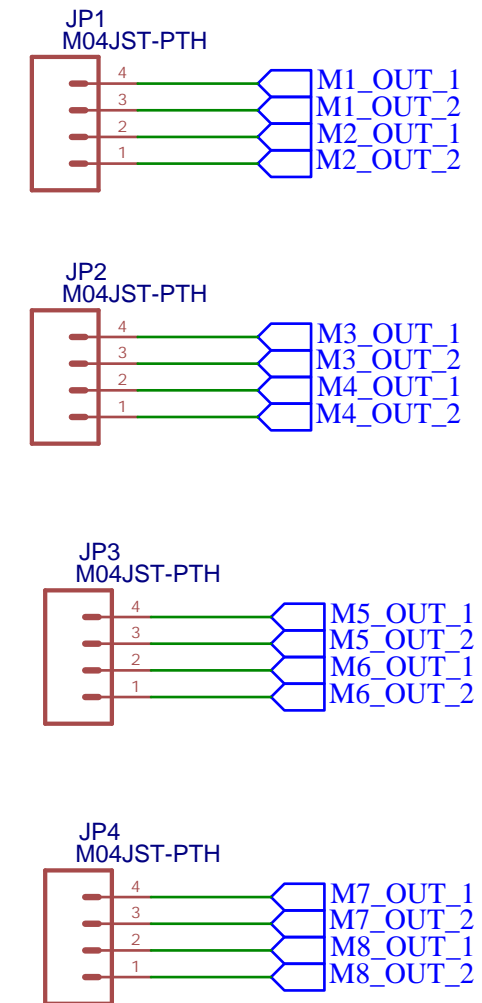 JP1
M04JST-PTH
4 M1_OUT_1
3 M1_OUT_2
2 M2_OUT_1
1 M2_OUT_2
JP2
M04JST-PTH
4 M3_OUT_1
3 M3_OUT_2
2 M4_OUT_1
1 M4_OUT_2
JP3
M04JST-PTH
4 M5_OUT_1
3 M5_OUT_2
2 M6_OUT_1
1 M6_OUT_2
JP4
M04JST-PTH
4 M7_OUT_1
3 M7_OUT_2
2 M8_OUT_1
1 M8_OUT_2